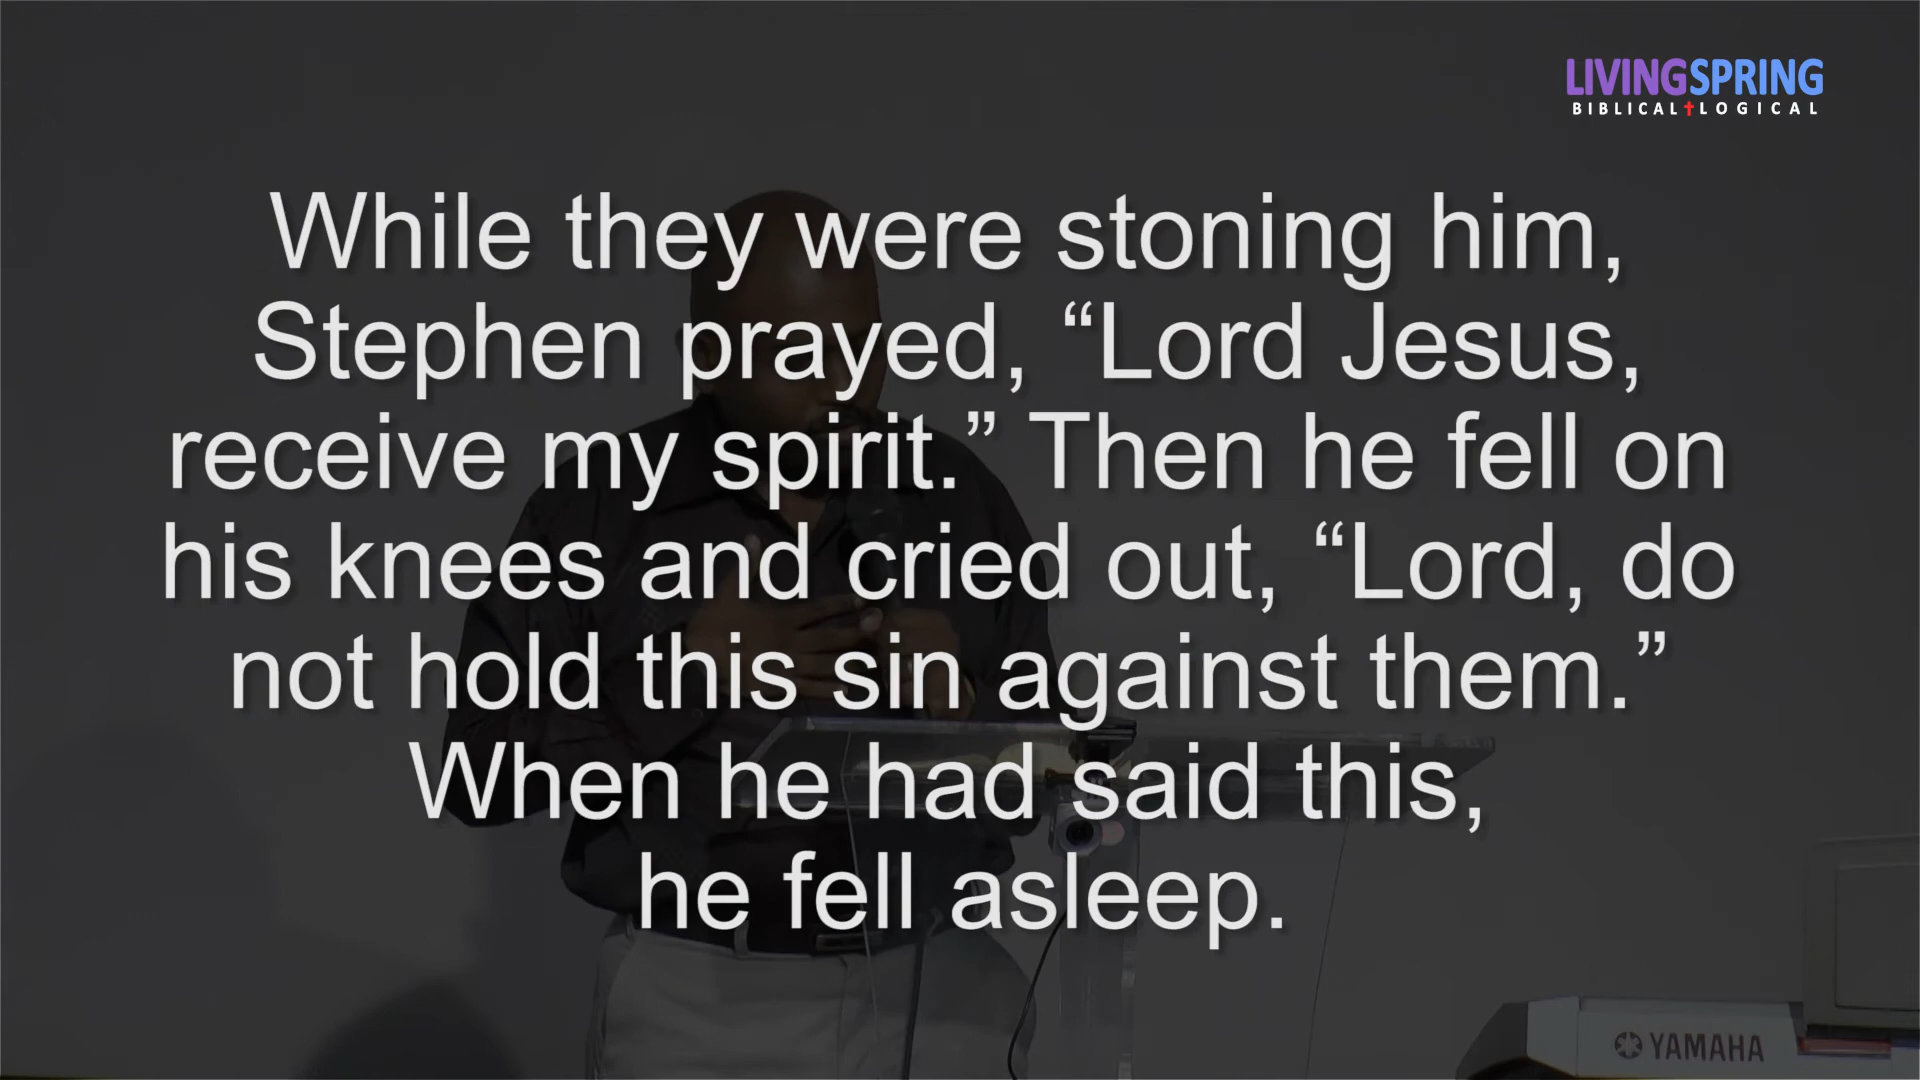 LIVINGSPRING
BIBLICAL LOGICAL
While they were stoning him,
Stephen prayed, “Lord Jesus,
receive my spirit.” Then he fell on
his knees and cried out, “Lord, do
not hold this sin against them.”
When he had said this,
he fell asleep.
YAMAHA